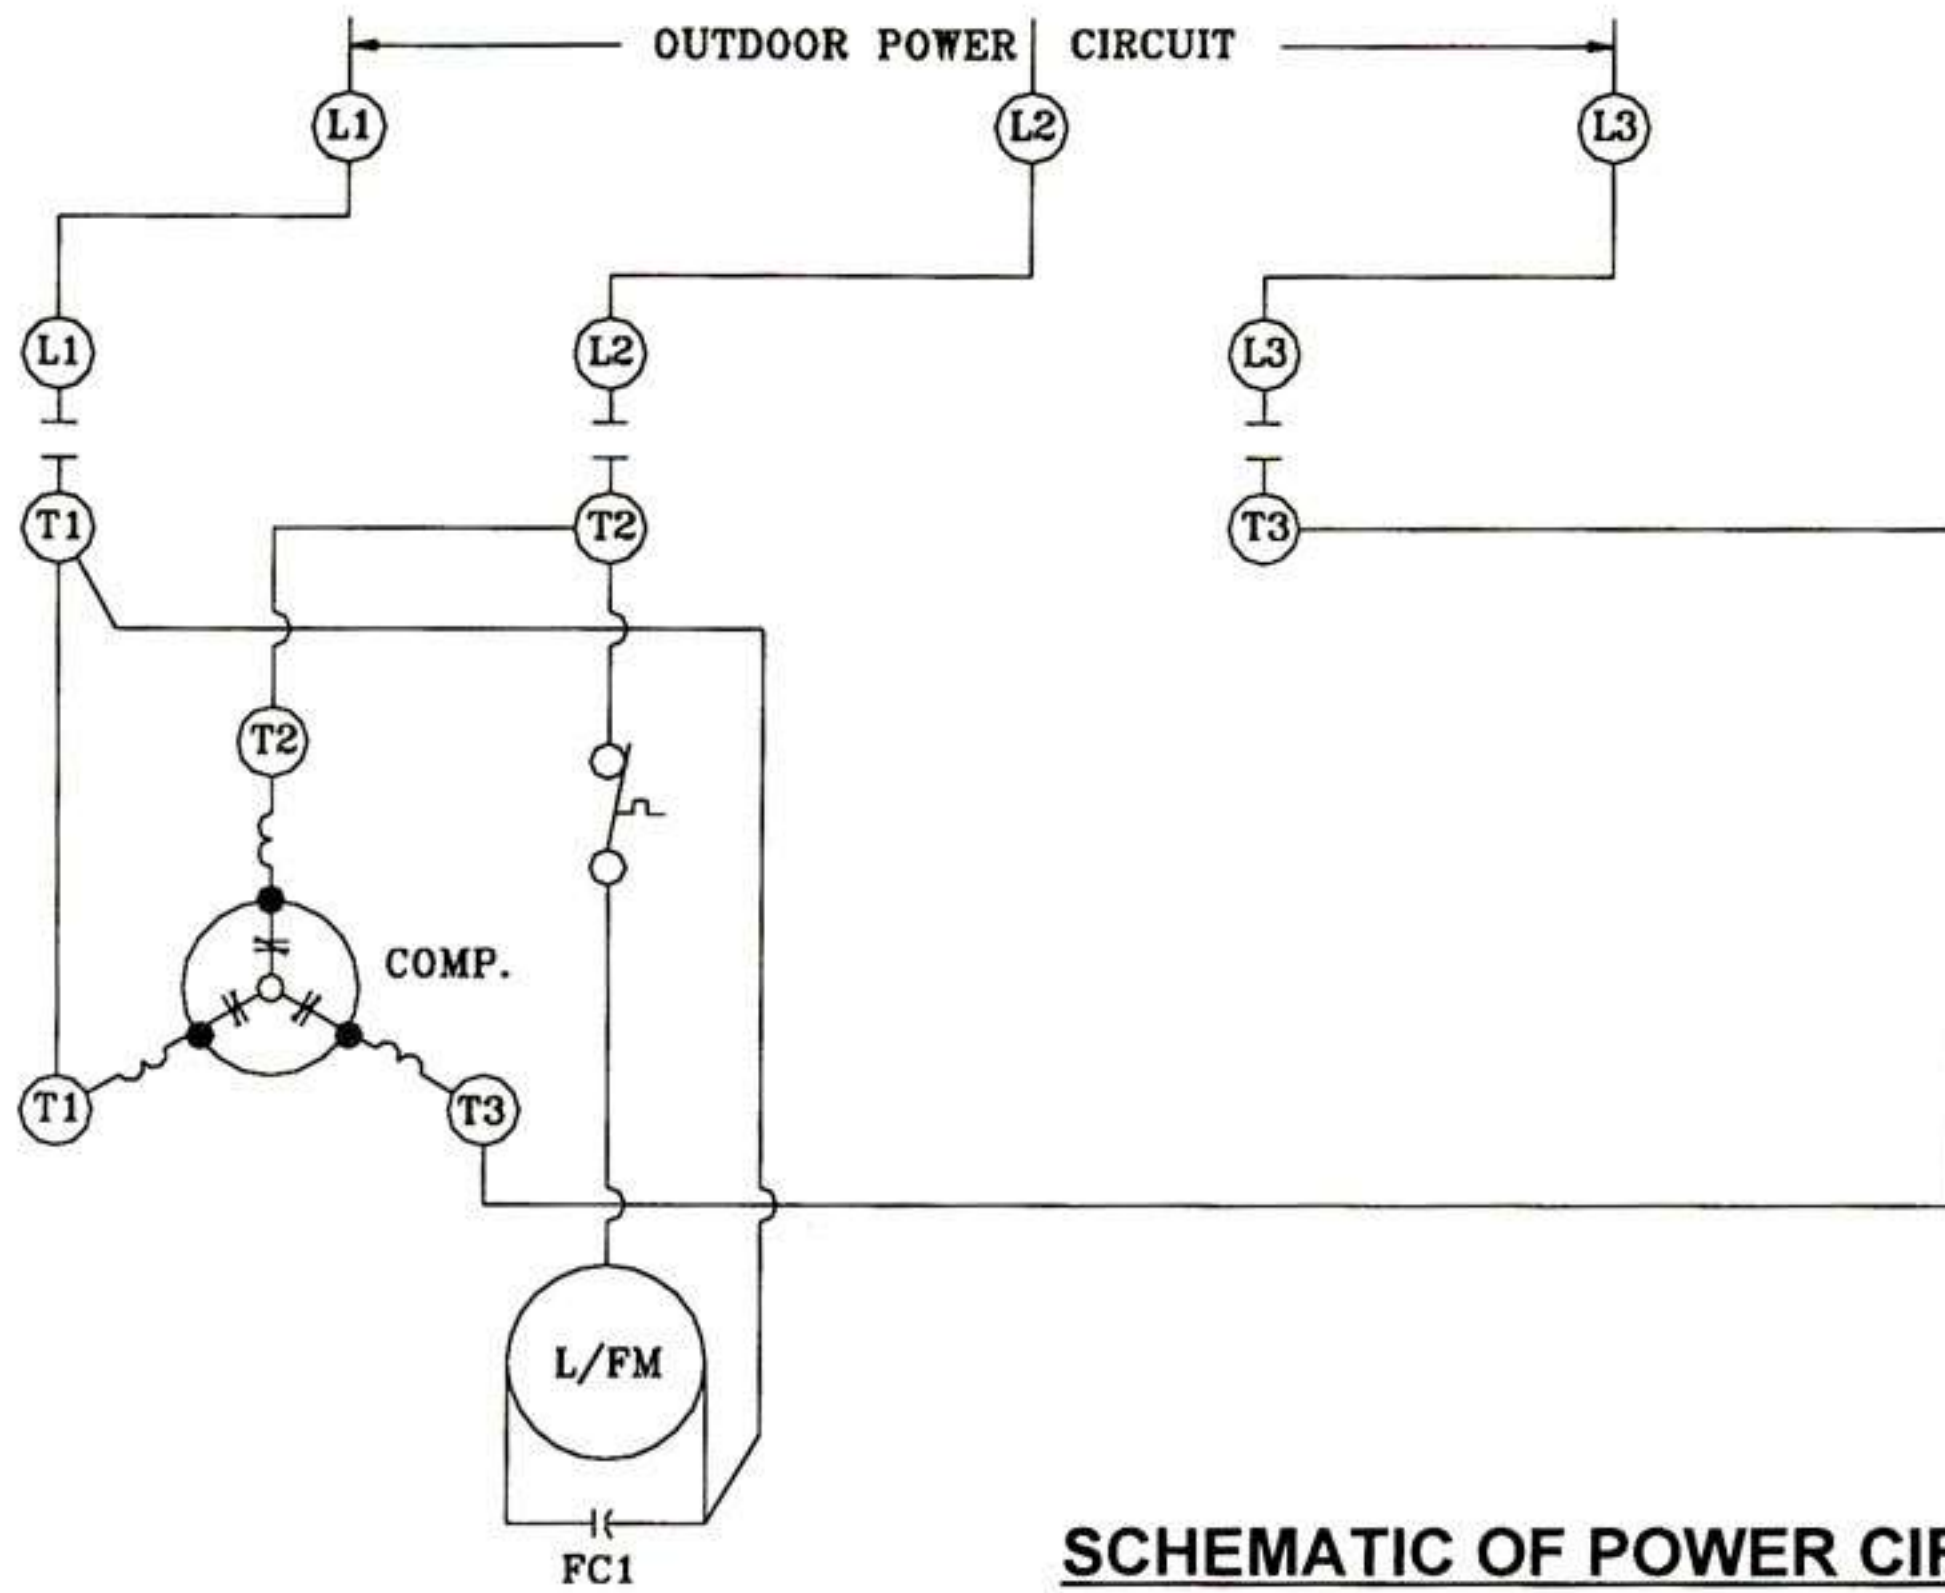 OUTDOOR POWER CIRCUIT
L1 L2 L3
L1 L2 L3
T1 T2 T3
T2
COMP.
T1 T3
L/FM
FC1
SCHEMATIC OF POWER CIR